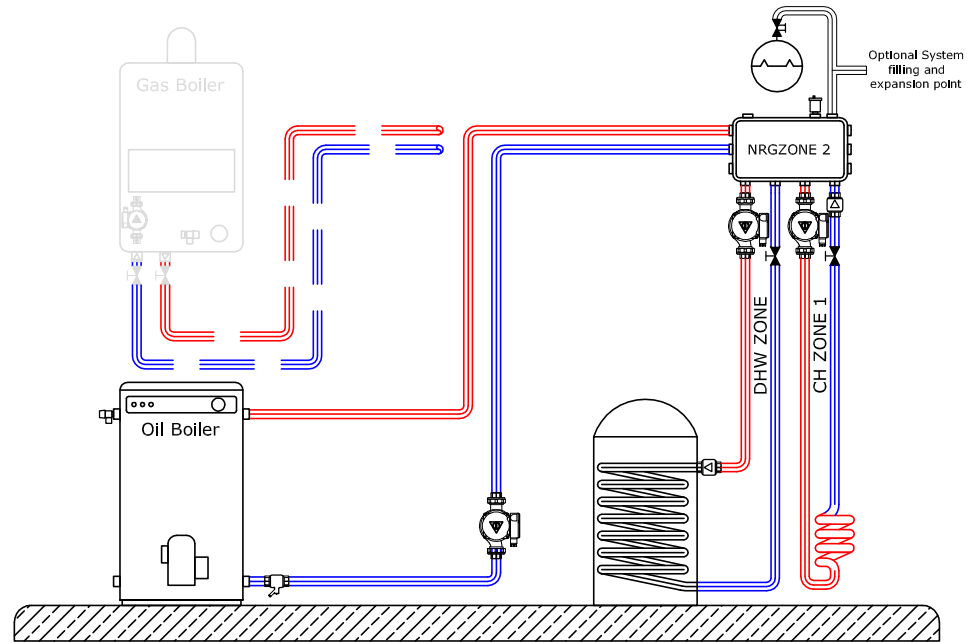 Gas Boiler
Optional System
filling and
expansion point
NRGZONE 2
DHW ZONE
CH ZONE 1
Oil Boiler